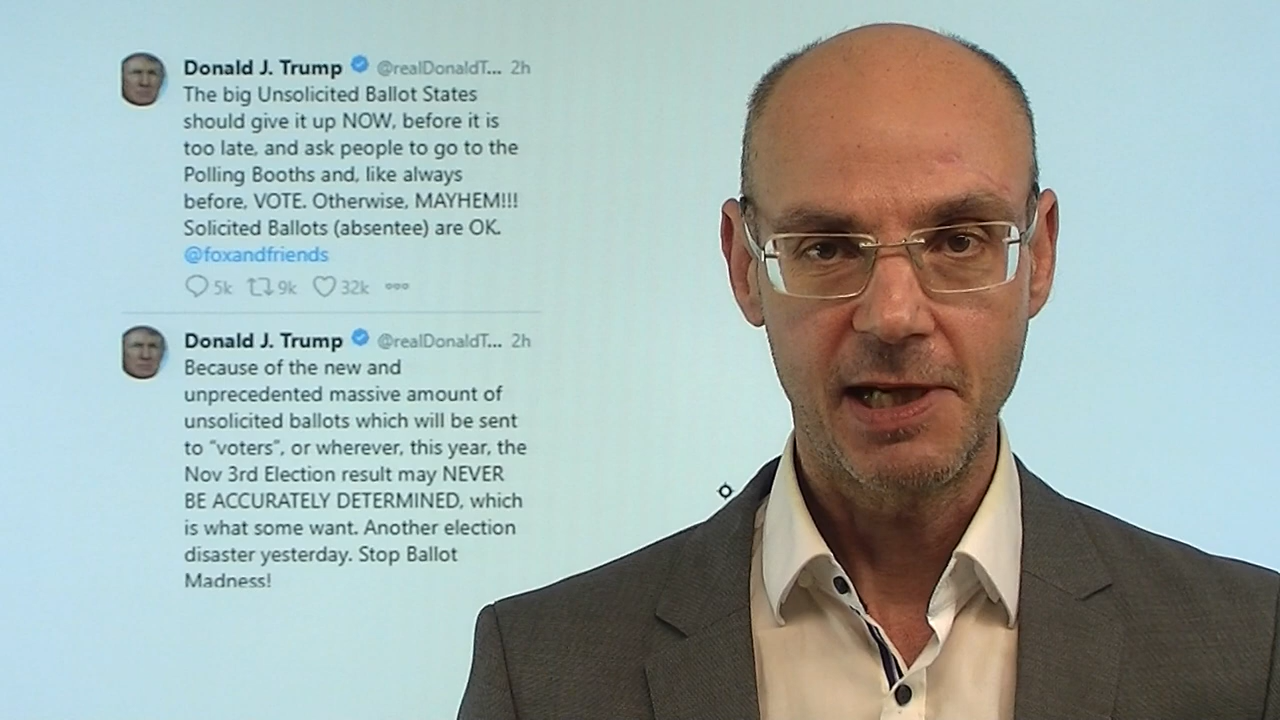 Donald J. Trump @realDonaldT... 2h
The big Unsolicited Ballot States
should give it up NOW, before it is
too late, and ask people to go to the
Polling Booths and, like always
before, VOTE. Otherwise, MAYHEM!!!
Solicited Ballots (absentee) are OK.
@foxandfriends
5k 9k 32k
Donald J. Trump @realDonaldT... 2h
Because of the new and
unprecedented massive amount of
unsolicited ballots which will be sent
to “voters”, or wherever, this year, the
Nov 3rd Election result may NEVER
BE ACCURATELY DETERMINED, which
is what some want. Another election
disaster yesterday. Stop Ballot
Madness!